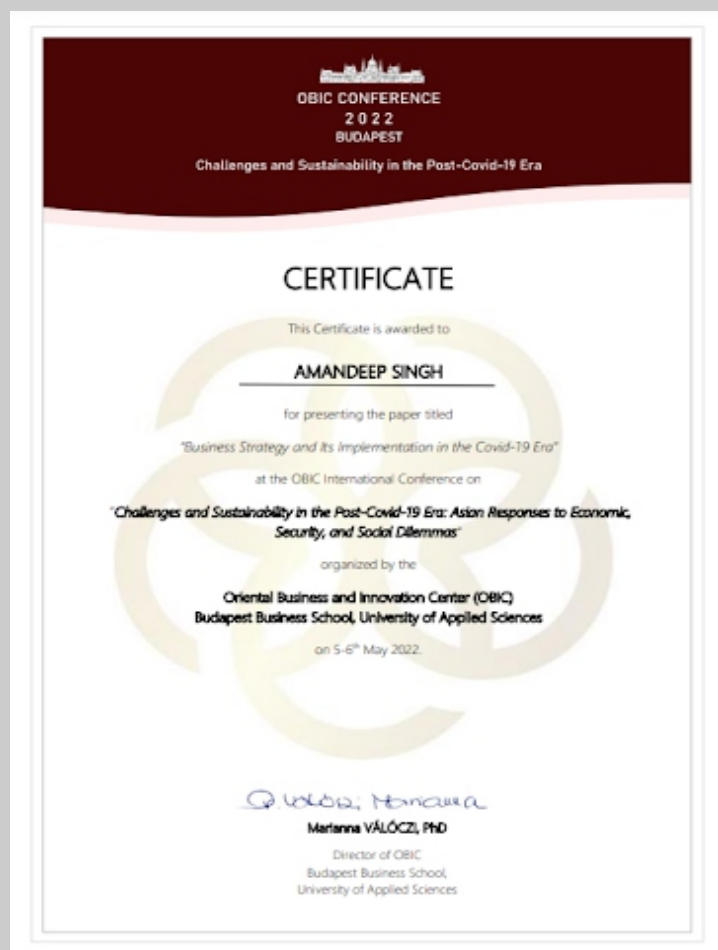 OBIC CONFERENCE
2022
BUDAPEST
Challenges and Sustainability in the Post-Covid-19 Era
CERTIFICATE
This Certificate is awarded to
AMANDEEP SINGH
for presenting the paper titled
"Business Strategy and Its Implementation in the Covid-19 Era"
at the OBIC International Conference on
"Challenges and Sustainability in the Post-Covid-19 Era: Asian Responses to Economic,
Security, and Social Dilemmas"
organized by the
Oriental Business and Innovation Center (OBIC)
Budapest Business School, University of Applied Sciences
on 5-6th May 2022.
Marianna VÁLÓCZI, PhD
Director of OBIC
Budapest Business School,
University of Applied Sciences